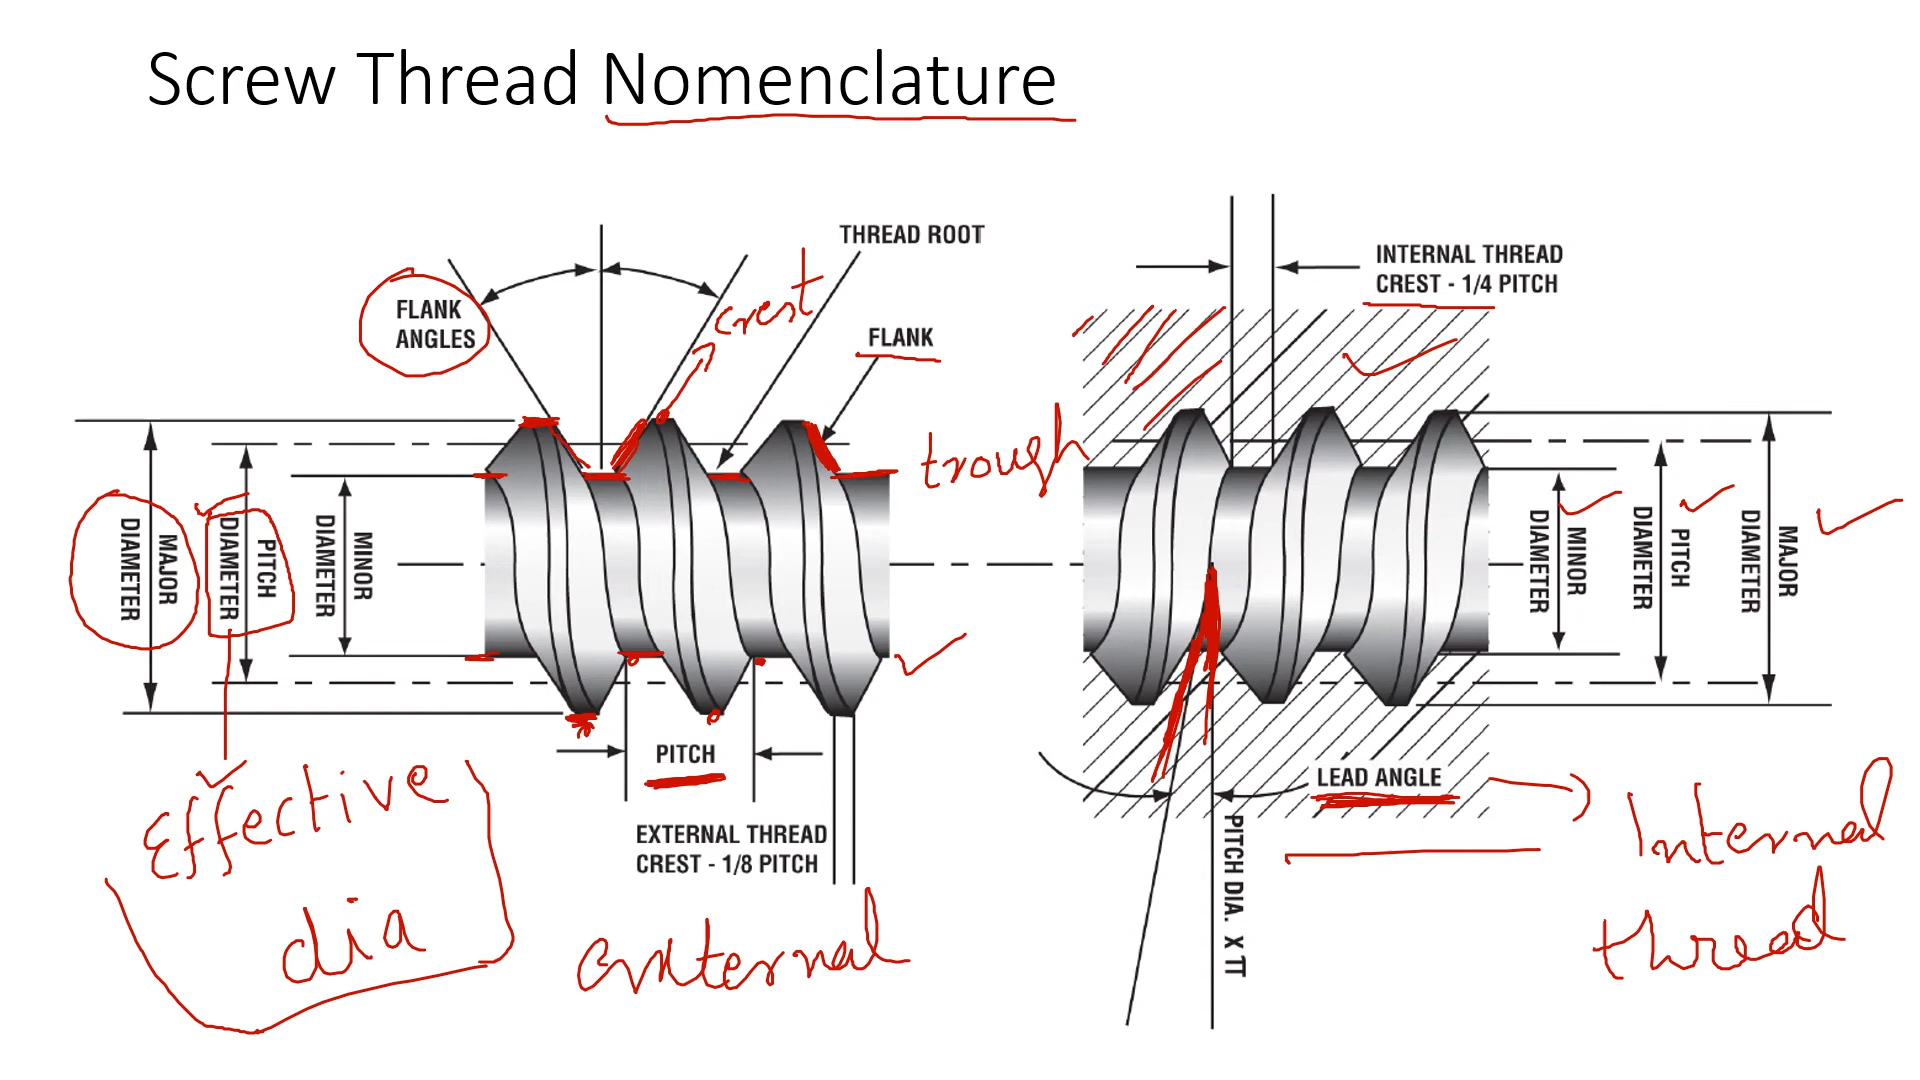 Screw Thread Nomenclature
THREAD ROOT
FLANK
ANGLES
crest
FLANK
trough
MAJOR
DIAMETER
PITCH
DIAMETER
MINOR
DIAMETER
PITCH
EXTERNAL THREAD
CREST - 1/8 PITCH
Effective
dia
external
INTERNAL THREAD
CREST - 1/4 PITCH
MINOR
DIAMETER
PITCH
DIAMETER
MAJOR
DIAMETER
LEAD ANGLE
PITCH DIA. X π
Internal
thread